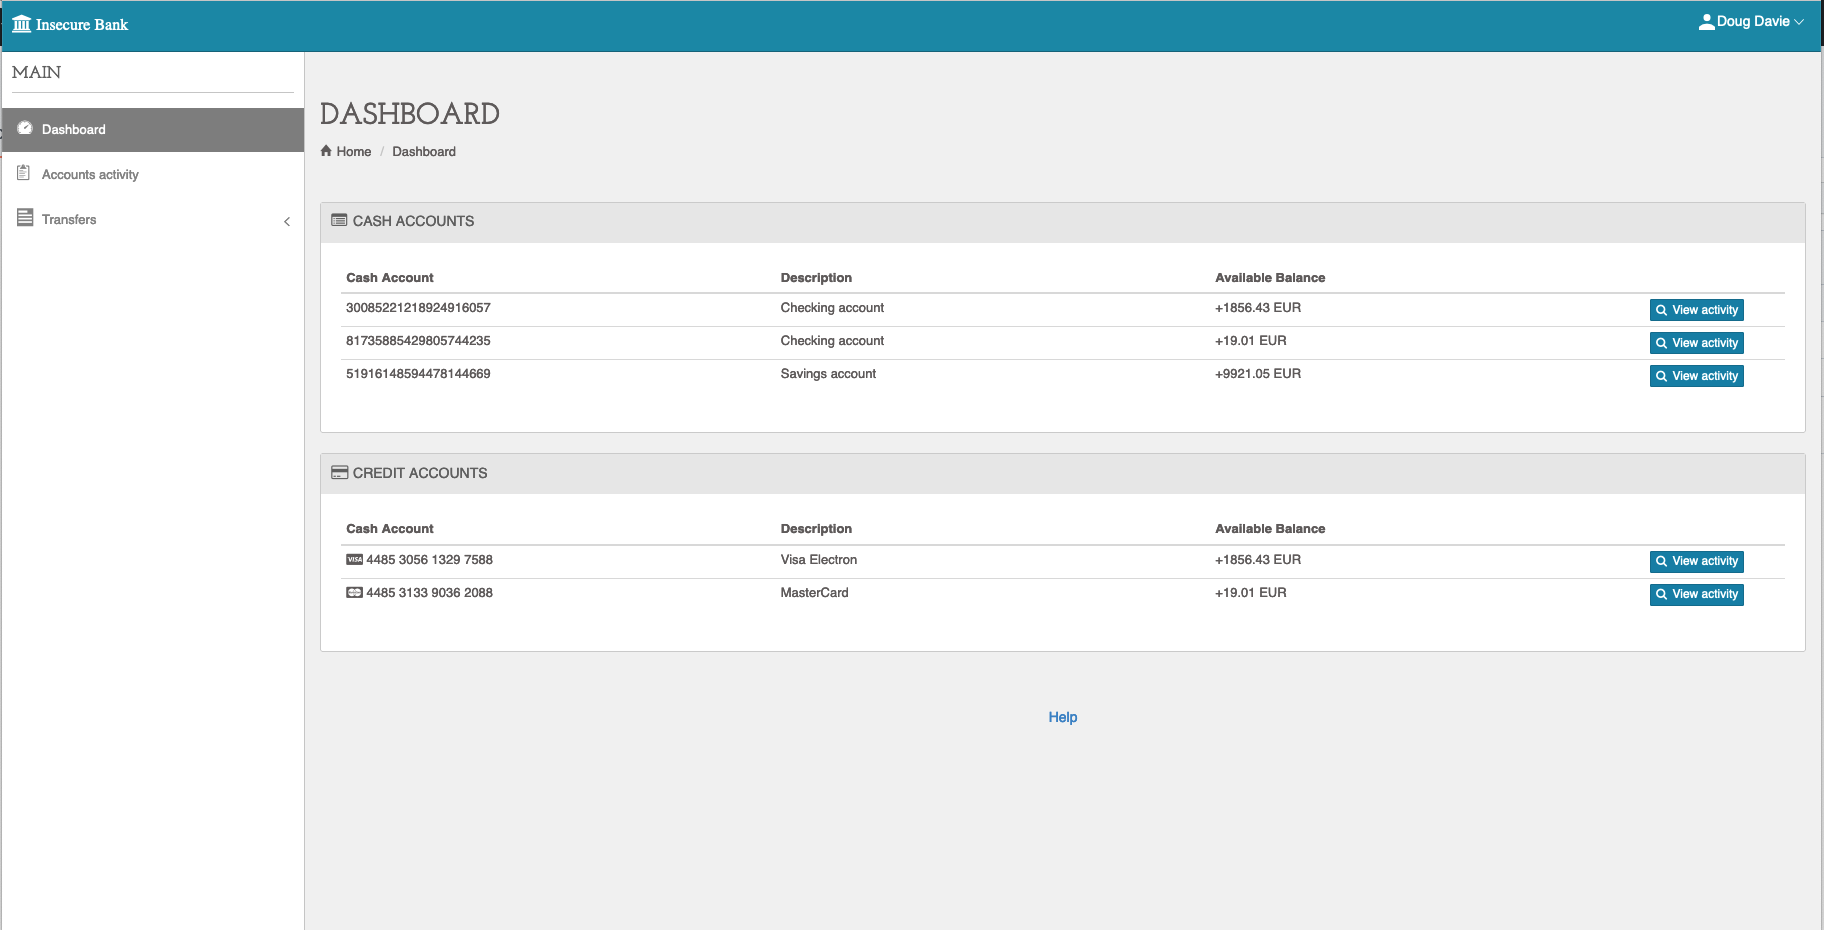 Insecure Bank
Doug Davie
MAIN
Dashboard
Accounts activity
Transfers
DASHBOARD
Home / Dashboard
CASH ACCOUNTS
Cash Account Description Available Balance
30085221218924916057 Checking account +1856.43 EUR View activity
81735885429805744235 Checking account +19.01 EUR View activity
51916148594478144669 Savings account +9921.05 EUR View activity
CREDIT ACCOUNTS
Cash Account Description Available Balance
VISA 4485 3056 1329 7588 Visa Electron +1856.43 EUR View activity
4485 3133 9036 2088 MasterCard +19.01 EUR View activity
Help